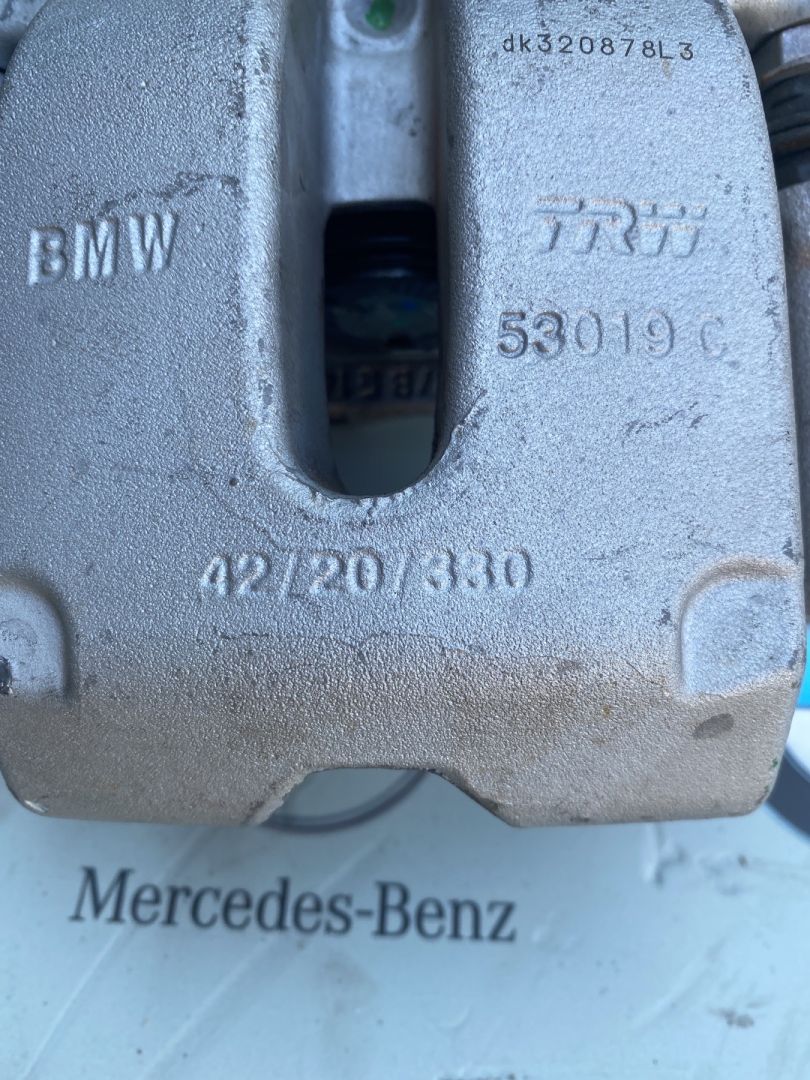 dk320878L3
BMW
TRW
53019 C
42/20/330
Mercedes-Benz